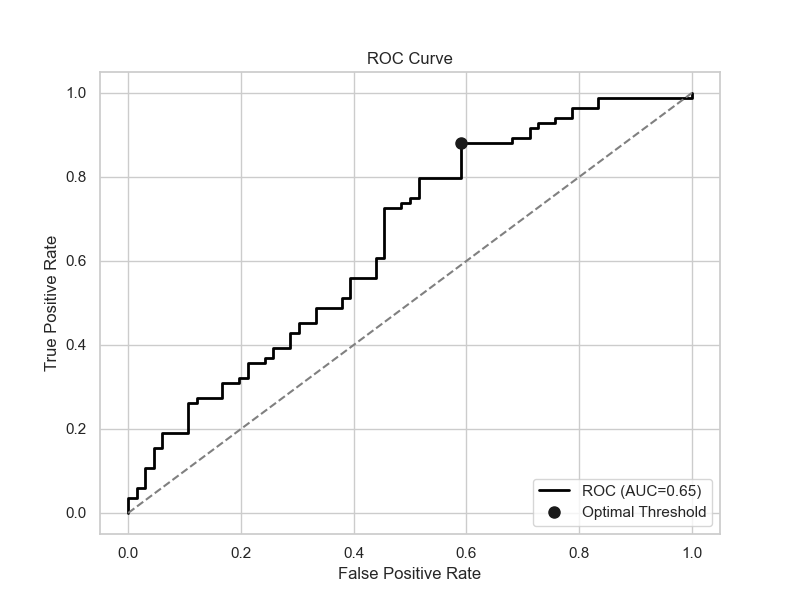 ROC Curve
1.0
0.8
0.6
0.4
0.2
0.0
True Positive Rate
0.0 0.2 0.4 0.6 0.8 1.0
False Positive Rate
ROC (AUC=0.65)
Optimal Threshold